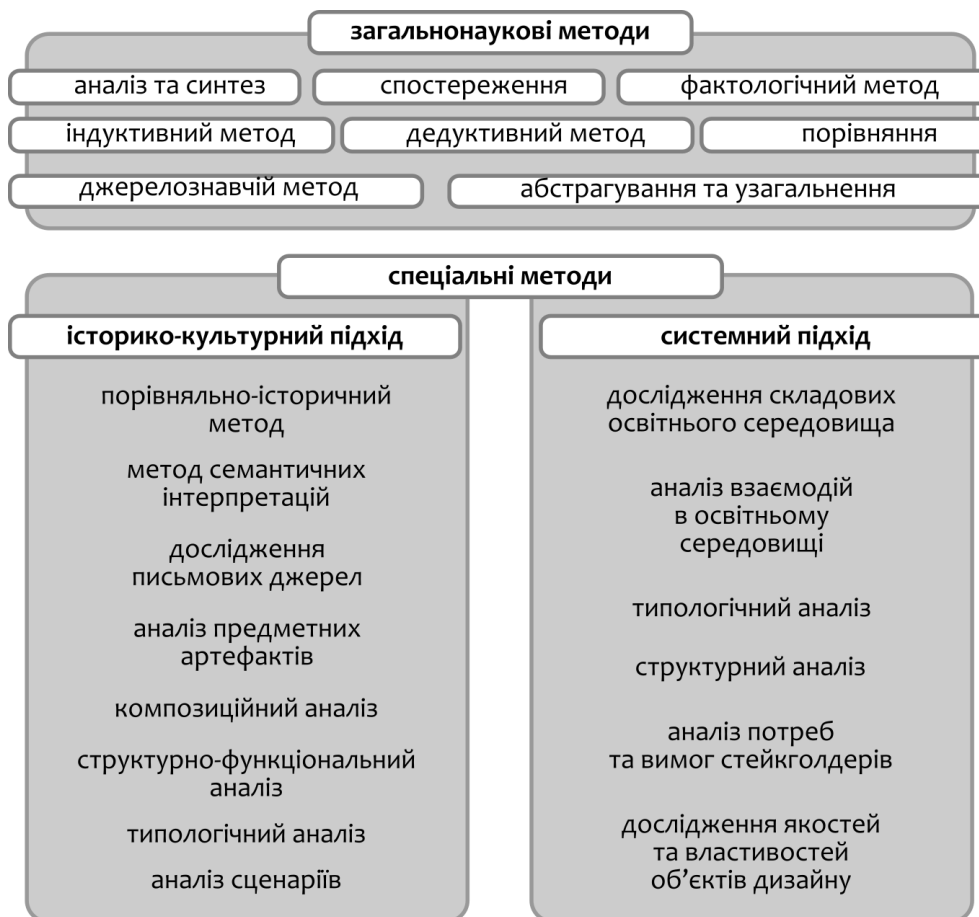 загальнонаукові методи
аналіз та синтез
спостереження
фактологічний метод
індуктивний метод
дедуктивний метод
порівняння
джерелознавчій метод
абстрагування та узагальнення
спеціальні методи
історико-культурний підхід
порівняльно-історичний
метод
метод семантичних
інтерпретацій
дослідження
письмових джерел
аналіз предметних
артефактів
композиційний аналіз
структурно-функціональний
аналіз
типологічний аналіз
аналіз сценаріїв
системний підхід
дослідження складових
освітнього середовища
аналіз взаємодій
в освітньому
середовищі
типологічний аналіз
структурний аналіз
аналіз потреб
та вимог стейкголдерів
дослідження якостей
та властивостей
об’єктів дизайну